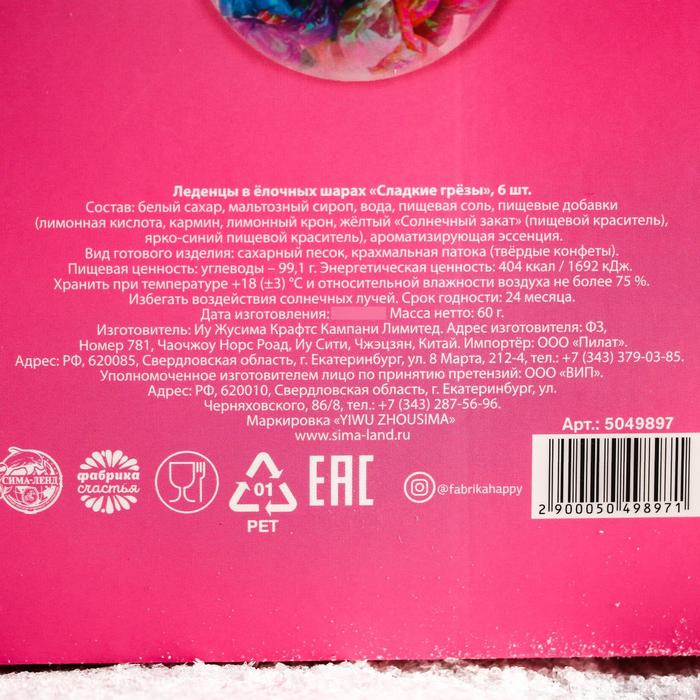 Леденцы в ёлочных шарах «Сладкие грёзы», 6 шт.
Состав: белый сахар, мальтозный сироп, вода, пищевая соль, пищевые добавки
(лимонная кислота, кармин, лимонный крон, жёлтый «Солнечный закат» (пищевой краситель),
ярко-синий пищевой краситель), ароматизирующая эссенция.
Вид готового изделия: сахарный песок, крахмальная патока (твёрдые конфеты).
Пищевая ценность: углеводы – 99,1 г. Энергетическая ценность: 404 ккал / 1692 кДж.
Хранить при температуре +18 (±3) °С и относительной влажности воздуха не более 75 %.
Избегать воздействия солнечных лучей. Срок годности: 24 месяца.
Дата изготовления: Масса нетто: 60 г.
Изготовитель: Иу Жусима Крафтс Кампани Лимитед. Адрес изготовителя: Ф3,
Номер 781, Чаочжоу Норс Роад, Иу Сити, Чжэцзян, Китай. Импортёр: ООО «Пилат».
Адрес: РФ, 620085, Свердловская область, г. Екатеринбург, ул. 8 Марта, 212-4, тел.: +7 (343) 379-03-85.
Уполномоченное изготовителем лицо по принятию претензий: ООО «ВИП».
Адрес: РФ, 620010, Свердловская область, г. Екатеринбург, ул.
Черняховского, 86/8, тел.: +7 (343) 287-56-96.
Маркировка «YIWU ZHOUSIMA»
www.sima-land.ru
Арт.: 5049897
СИМА-ЛЕНД
фабрика
счастья
01
PET
EAC
@fabrikahappy
2 900050 498971